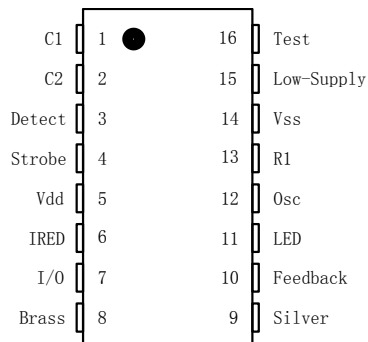 C1 1 16 Test
C2 2 15 Low-Supply
Detect 3 14 Vss
Strobe 4 13 R1
Vdd 5 12 Osc
IRED 6 11 LED
I/O 7 10 Feedback
Brass 8 9 Silver